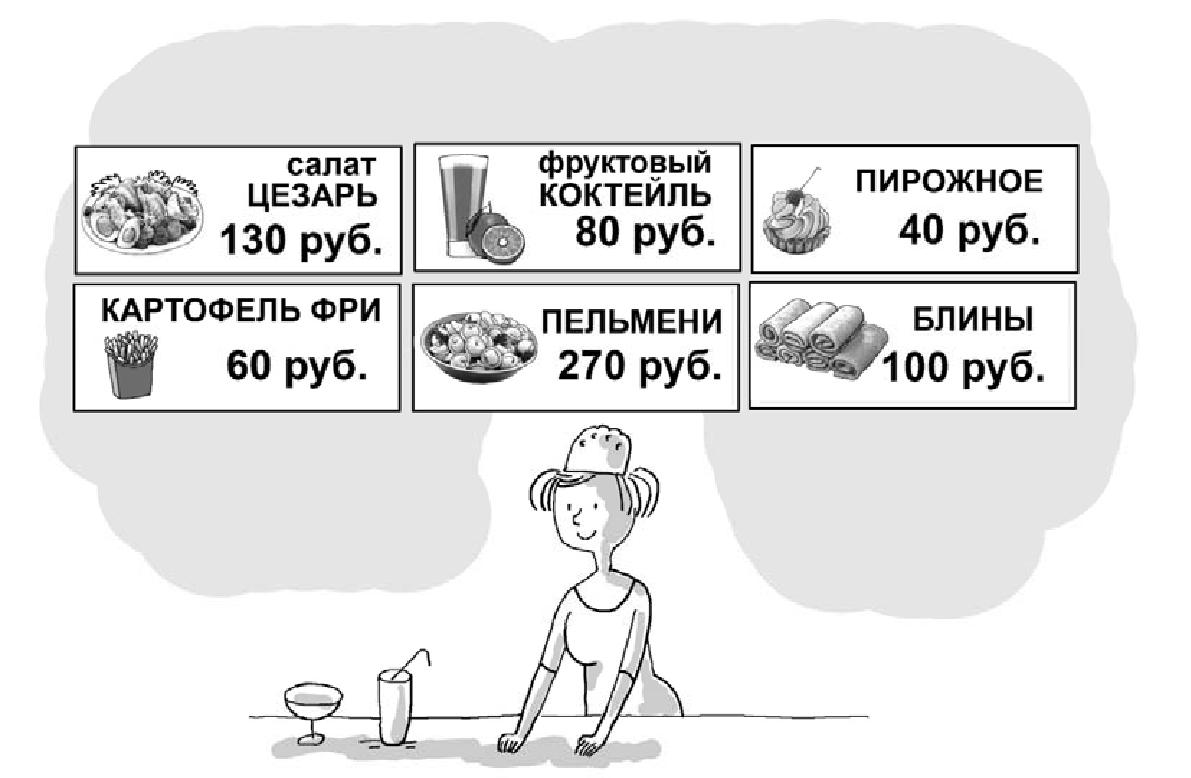 салат
ЦЕЗАРЬ
130 руб.
фруктовый
КОКТЕЙЛЬ
80 руб.
ПИРОЖНОЕ
40 руб.
КАРТОФЕЛЬ ФРИ
60 руб.
ПЕЛЬМЕНИ
270 руб.
БЛИНЫ
100 руб.